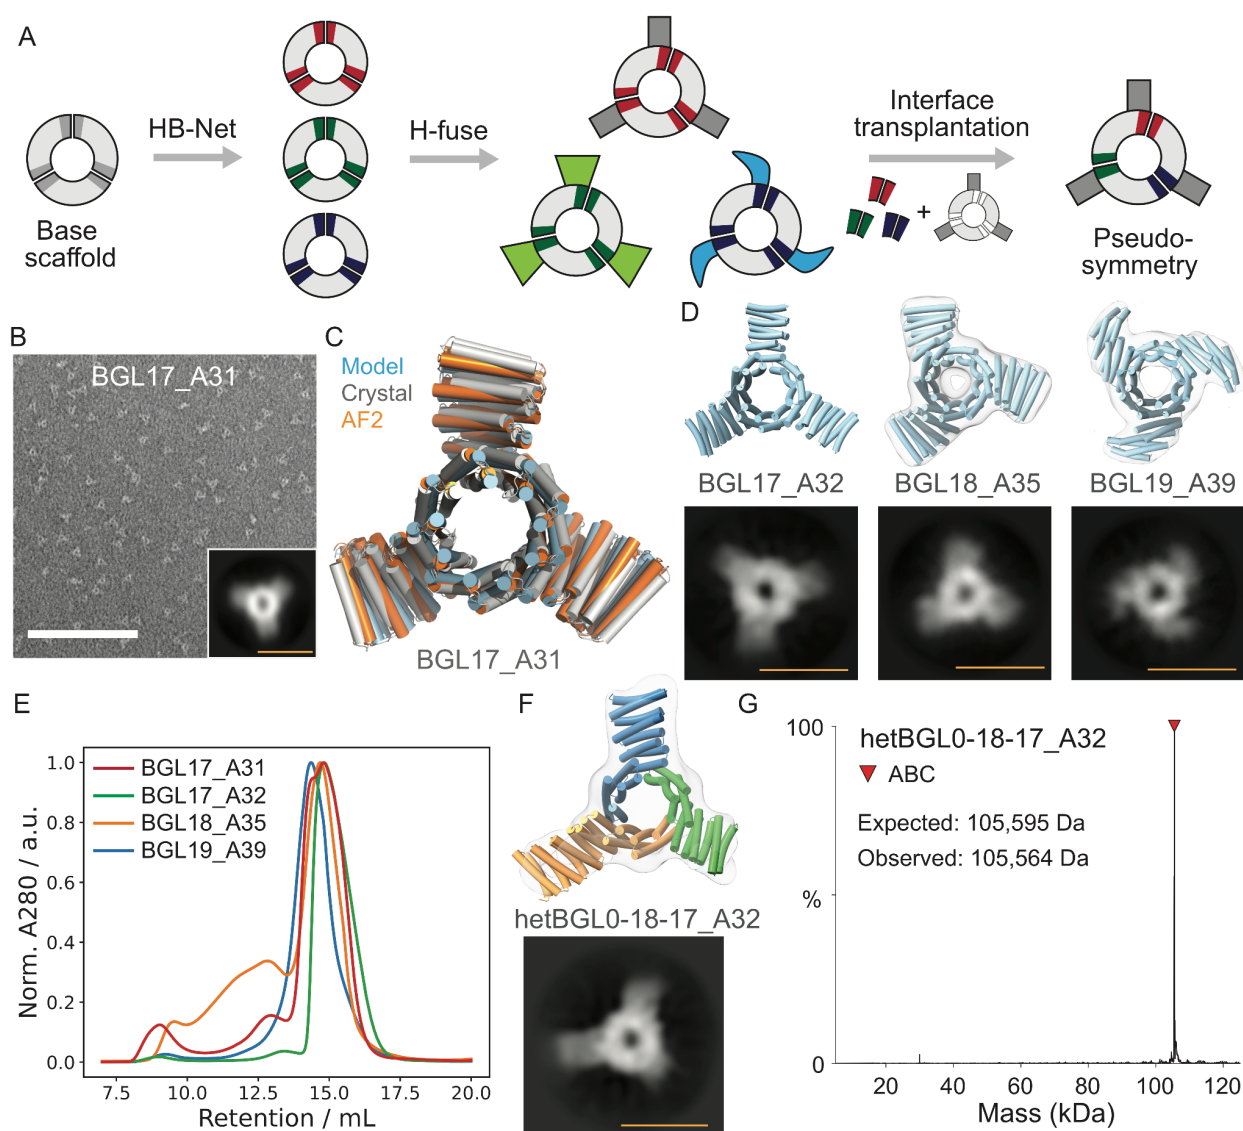 A
HB-Net
H-fuse
Interface
transplantation
+
Base
scaffold
Pseudo-
symmetry
B
BGL17_A31
C
Model
Crystal
AF2
BGL17_A31
D
BGL17_A32
BGL18_A35
BGL19_A39
E
BGL17_A31
BGL17_A32
BGL18_A35
BGL19_A39
Norm. A280 / a.u.
1.0
0.8
0.6
0.4
0.2
0.0
7.5
10.0
12.5
15.0
17.5
20.0
Retention / mL
F
hetBGL0-18-17_A32
G
100
%
0
hetBGL0-18-17_A32
ABC
Expected: 105,595 Da
Observed: 105,564 Da
20
40
60
80
100
120
Mass (kDa)